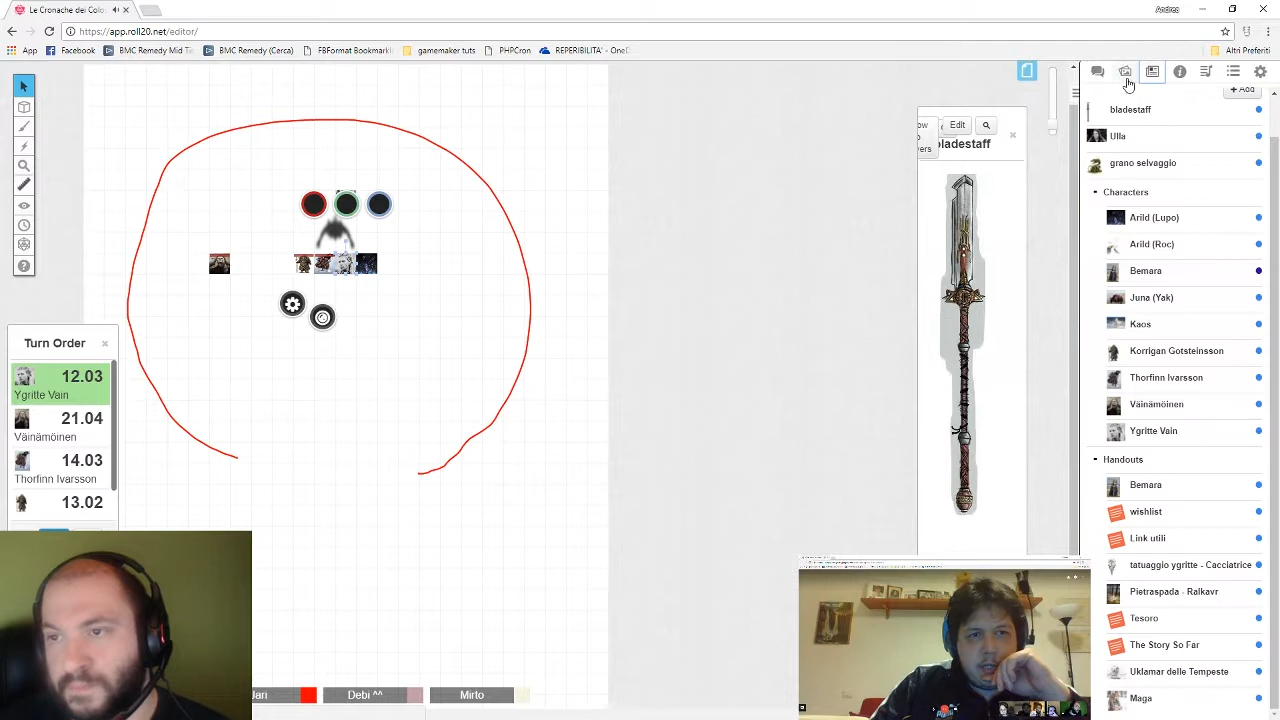 Le Cronache dei Colo
Andrea
https://app.roll20.net/editor/
App
Facebook
BMC Remedy Mid Tie
BMC Remedy (Cerca)
FBFormat Bookmarkl
gamemaker tuts
PHPCron
REPERIBILITA' - OneD
Altri Preferiti
+ Add
bladestaff
Ulla
grano selvaggio
Characters
Arild (Lupo)
Arild (Roc)
Bemara
Juna (Yak)
Kaos
Korrigan Gotsteinsson
Thorfinn Ivarsson
Väinämöinen
Ygritte Vain
Handouts
Bemara
wishlist
Link utili
tatuaggio ygritte - Cacciatrice
Pietraspada - Ralkavr
Tesoro
The Story So Far
Uklamar delle Tempeste
Maga
Edit
bladestaff
Turn Order
12.03
Ygritte Vain
21.04
Väinämöinen
14.03
Thorfinn Ivarsson
13.02
Jari
Debi ^^
Mirto